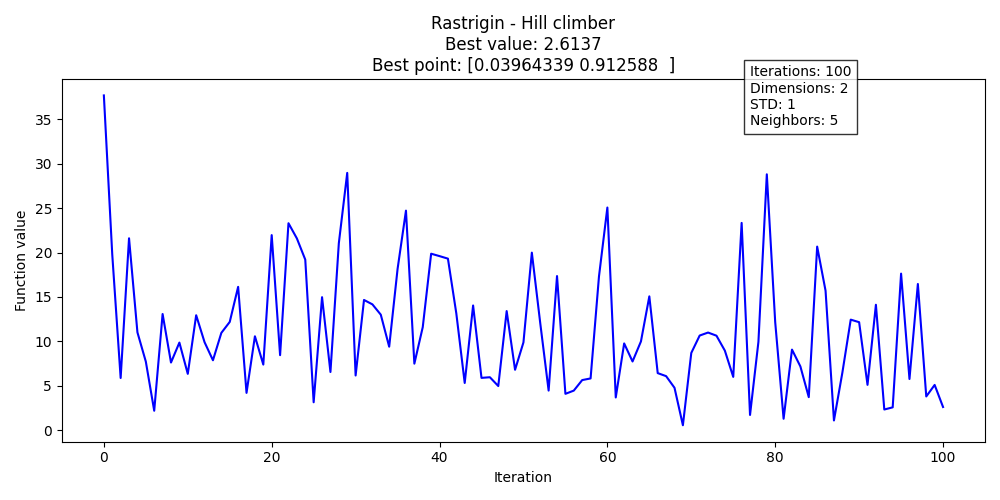 Rastrigin - Hill climber
Best value: 2.6137
Best point: [0.03964339 0.912588  ]
Iterations: 100
Dimensions: 2
STD: 1
Neighbors: 5
Function value
35
30
25
20
15
10
5
0
0 20 40 60 80 100
Iteration